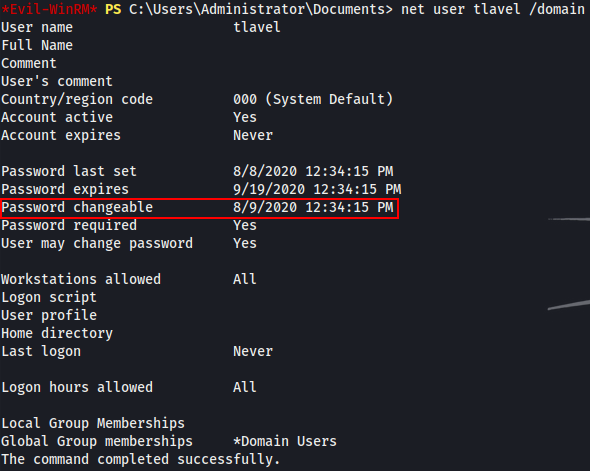 *Evil-WinRM* PS C:\Users\Administrator\Documents> net user tlavel /domain
User name                    tlavel
Full Name
Comment
User's comment
Country/region code          000 (System Default)
Account active               Yes
Account expires              Never
Password last set            8/8/2020 12:34:15 PM
Password expires             9/19/2020 12:34:15 PM
Password changeable          8/9/2020 12:34:15 PM
Password required            Yes
User may change password     Yes
Workstations allowed         All
Logon script
User profile
Home directory
Last logon                   Never
Logon hours allowed          All
Local Group Memberships
Global Group memberships     *Domain Users
The command completed successfully.